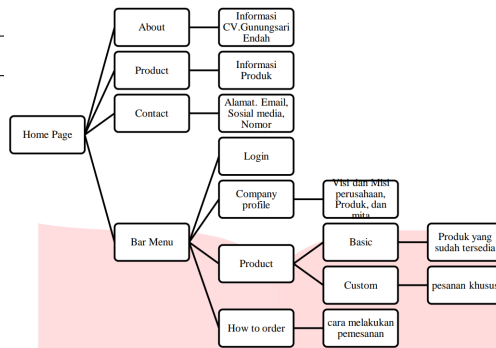 About
Informasi
CV.Gunungsari
Endah
Product
Informasi
Produk
Contact
Alamat. Email,
Sosial media,
Nomor
Home Page
Login
Company
profile
Visi dan Misi
perusahaan,
Produk, dan
mita
Bar Menu
Product
Basic
Produk yang
sudah tersedia
Custom
pesanan khusus
How to order
cara melakukan
pemesanan